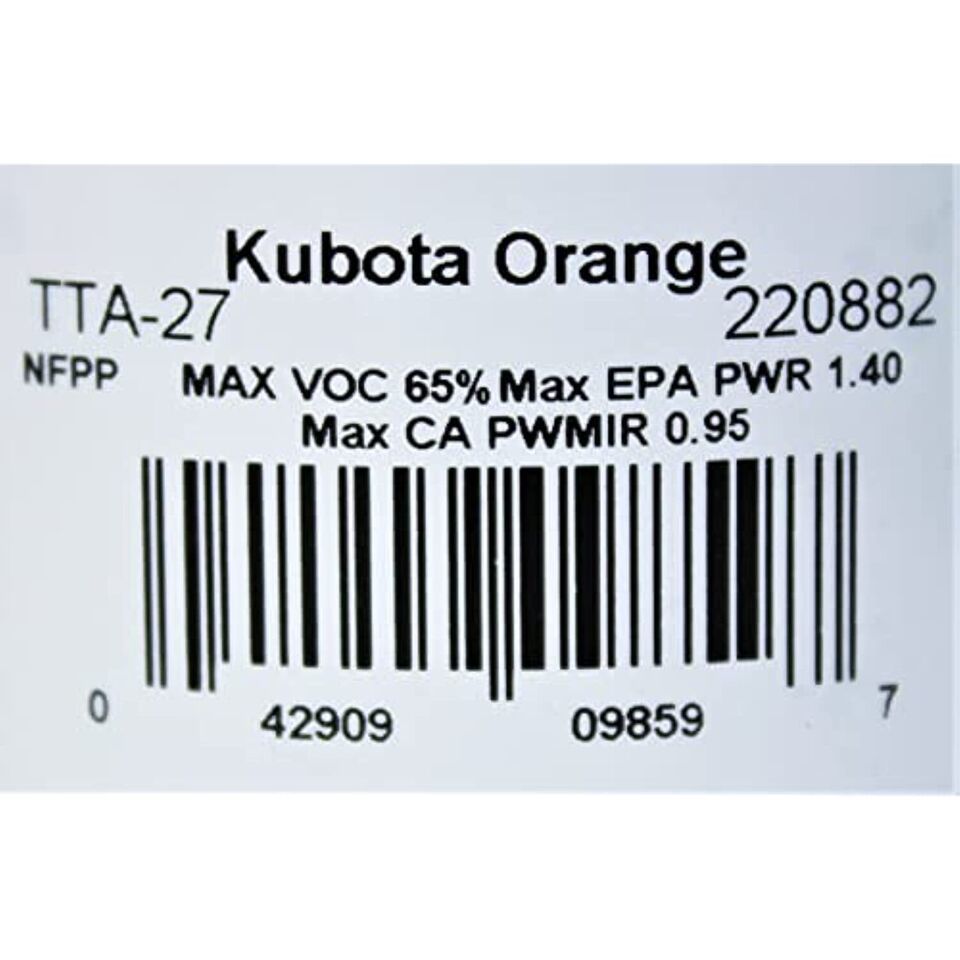 Kubota Orange
TTA-27 220882
NFPP MAX VOC 65% Max EPA PWR 1.40
Max CA PWMIR 0.95
0 42909 09859 7